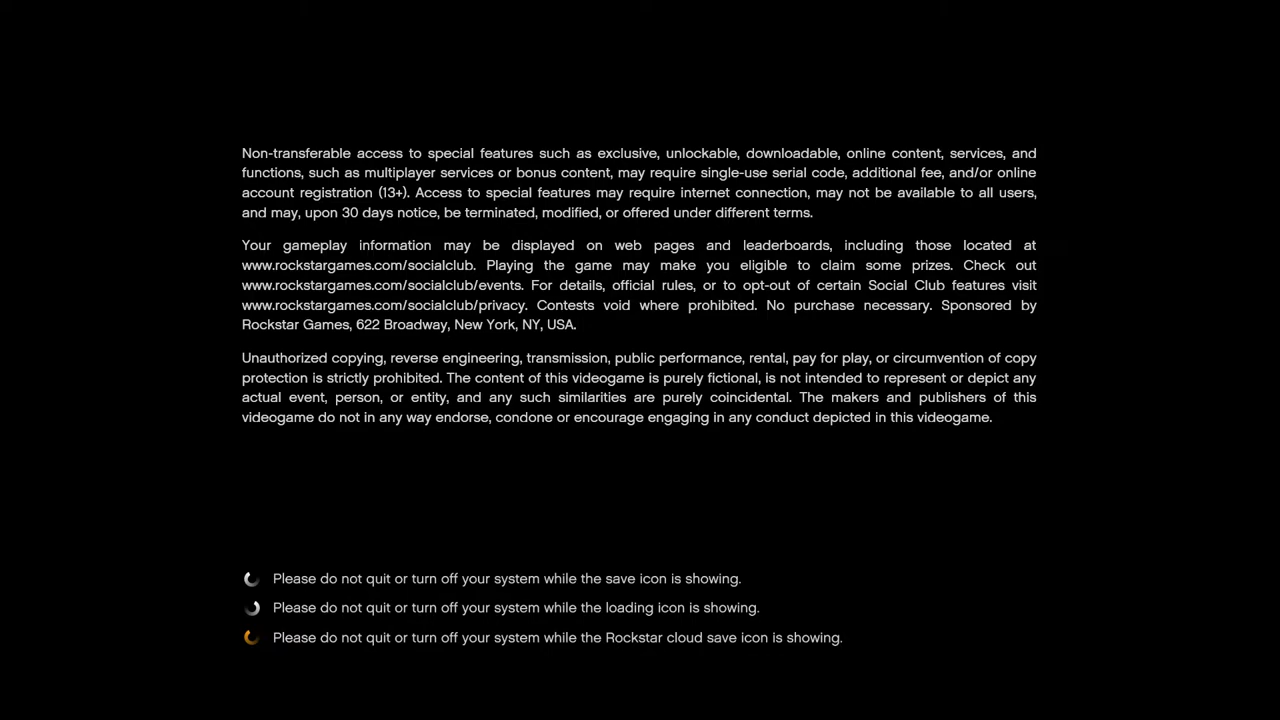 Non-transferable access to special features such as exclusive, unlockable, downloadable, online content, services, and
functions, such as multiplayer services or bonus content, may require single-use serial code, additional fee, and/or online
account registration (13+). Access to special features may require internet connection, may not be available to all users,
and may, upon 30 days notice, be terminated, modified, or offered under different terms.
Your gameplay information may be displayed on web pages and leaderboards, including those located at
www.rockstargames.com/socialclub. Playing the game may make you eligible to claim some prizes. Check out
www.rockstargames.com/socialclub/events. For details, official rules, or to opt-out of certain Social Club features visit
www.rockstargames.com/socialclub/privacy. Contests void where prohibited. No purchase necessary. Sponsored by
Rockstar Games, 622 Broadway, New York, NY, USA.
Unauthorized copying, reverse engineering, transmission, public performance, rental, pay for play, or circumvention of copy
protection is strictly prohibited. The content of this videogame is purely fictional, is not intended to represent or depict any
actual event, person, or entity, and any such similarities are purely coincidental. The makers and publishers of this
videogame do not in any way endorse, condone or encourage engaging in any conduct depicted in this videogame.
Please do not quit or turn off your system while the save icon is showing.
Please do not quit or turn off your system while the loading icon is showing.
Please do not quit or turn off your system while the Rockstar cloud save icon is showing.